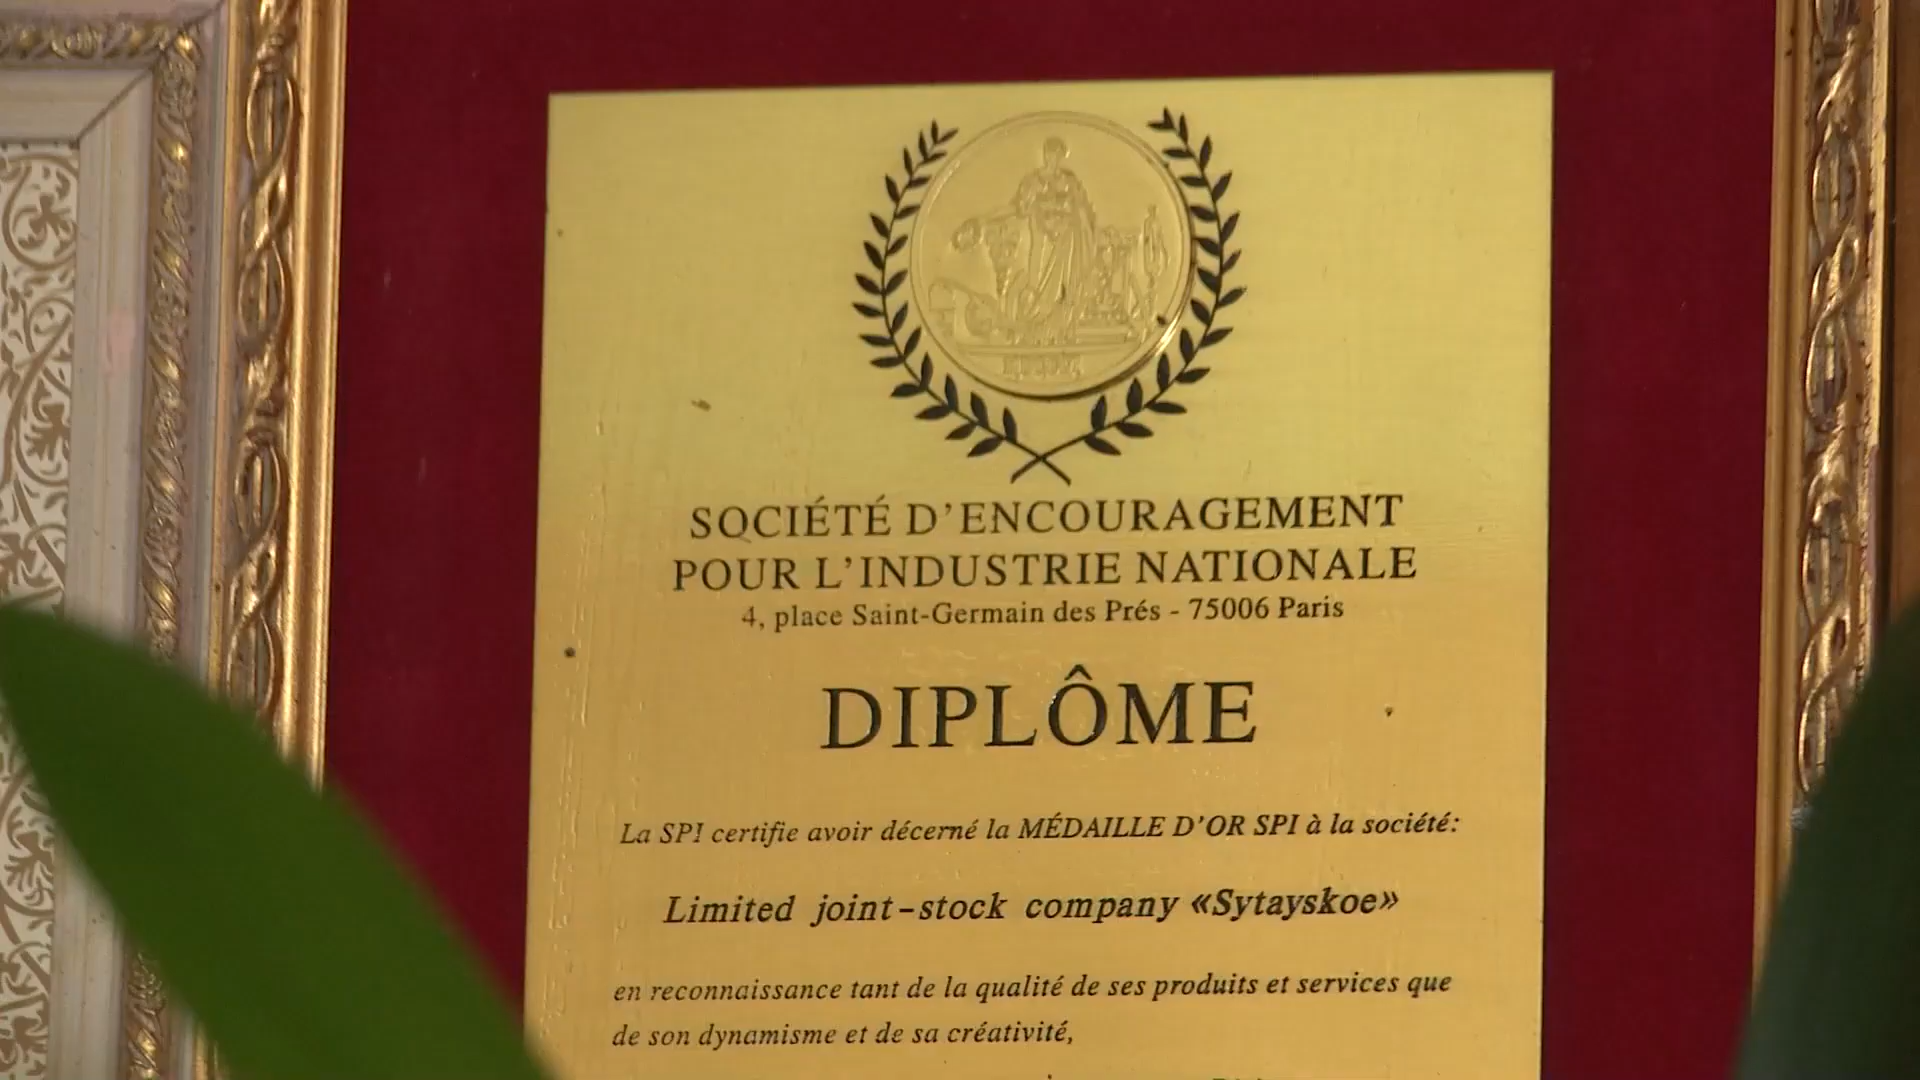 SOCIÉTÉ D'ENCOURAGEMENT
POUR L'INDUSTRIE NATIONALE
4, place Saint-Germain des Prés - 75006 Paris
DIPLÔME
La SPI certifie avoir décerné la MÉDAILLE D'OR SPI à la société:
Limited joint-stock company «Sytayskoe»
en reconnaissance tant de la qualité de ses produits et services que
de son dynamisme et de sa créativité,